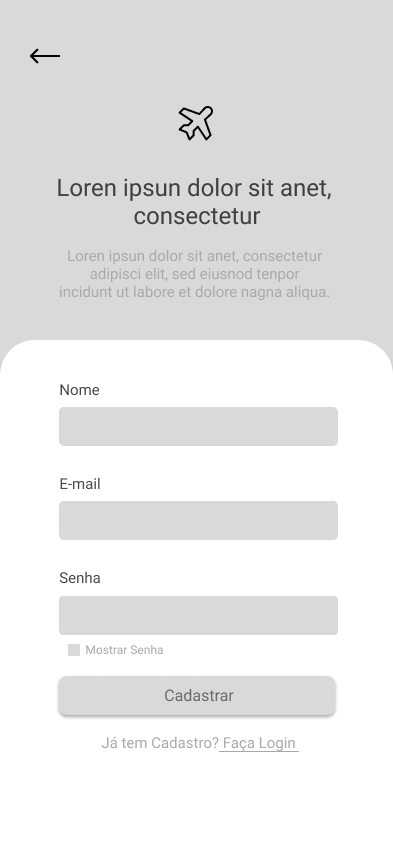 Loren ipsun dolor sit anet,
consectetur
Loren ipsun dolor sit anet, consectetur
adipisci elit, sed eiusnod tenpor
incidunt ut labore et dolore nagna aliqua.
Nome
E-mail
Senha
Mostrar Senha
Cadastrar
Já tem Cadastro? Faça Login